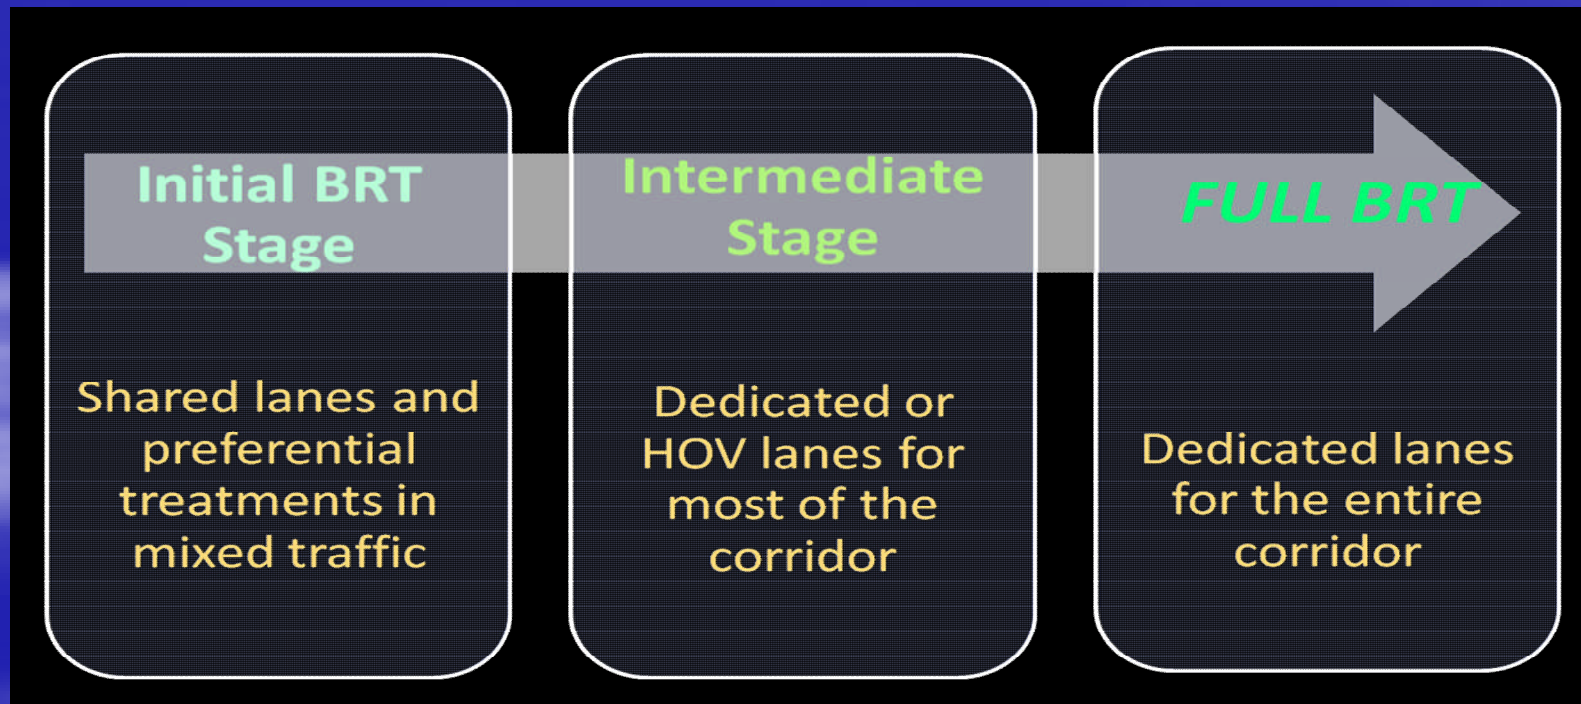 Initial BRT
Stage
Shared lanes and
preferential
treatments in
mixed traffic
Intermediate
Stage
Dedicated or
HOV lanes for
most of the
corridor
FULL BRT
Dedicated lanes
for the entire
corridor